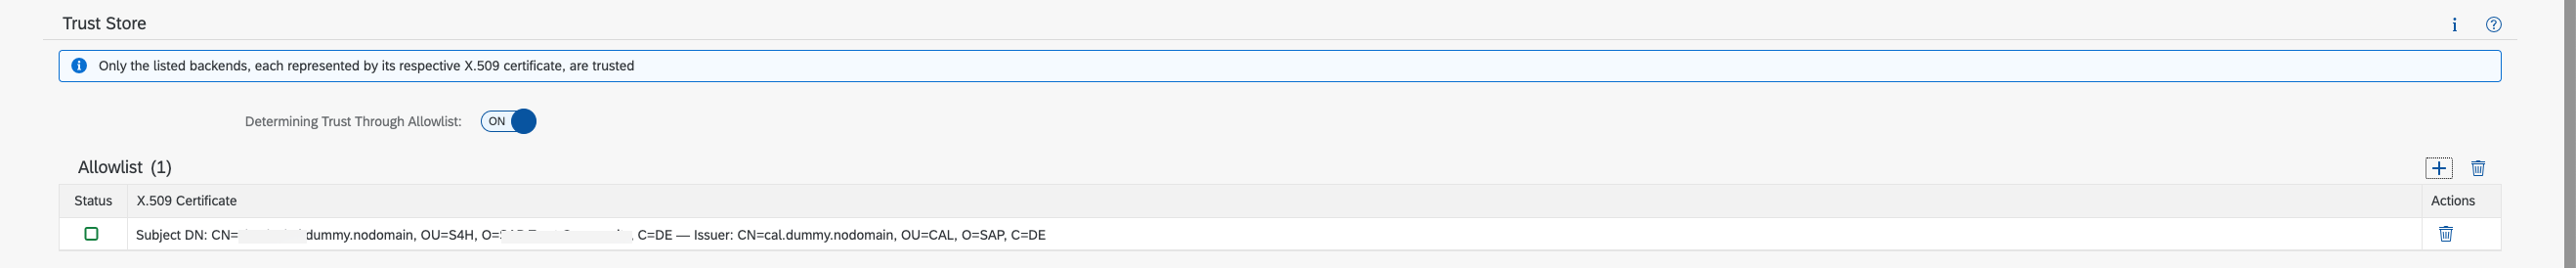 Trust Store
Only the listed backends, each represented by its respective X.509 certificate, are trusted
Determining Trust Through Allowlist: ON
Allowlist (1)
Status X.509 Certificate Actions
Subject DN: CN= dummy.nodomain, OU=S4H, O= , C=DE — Issuer: CN=cal.dummy.nodomain, OU=CAL, O=SAP, C=DE